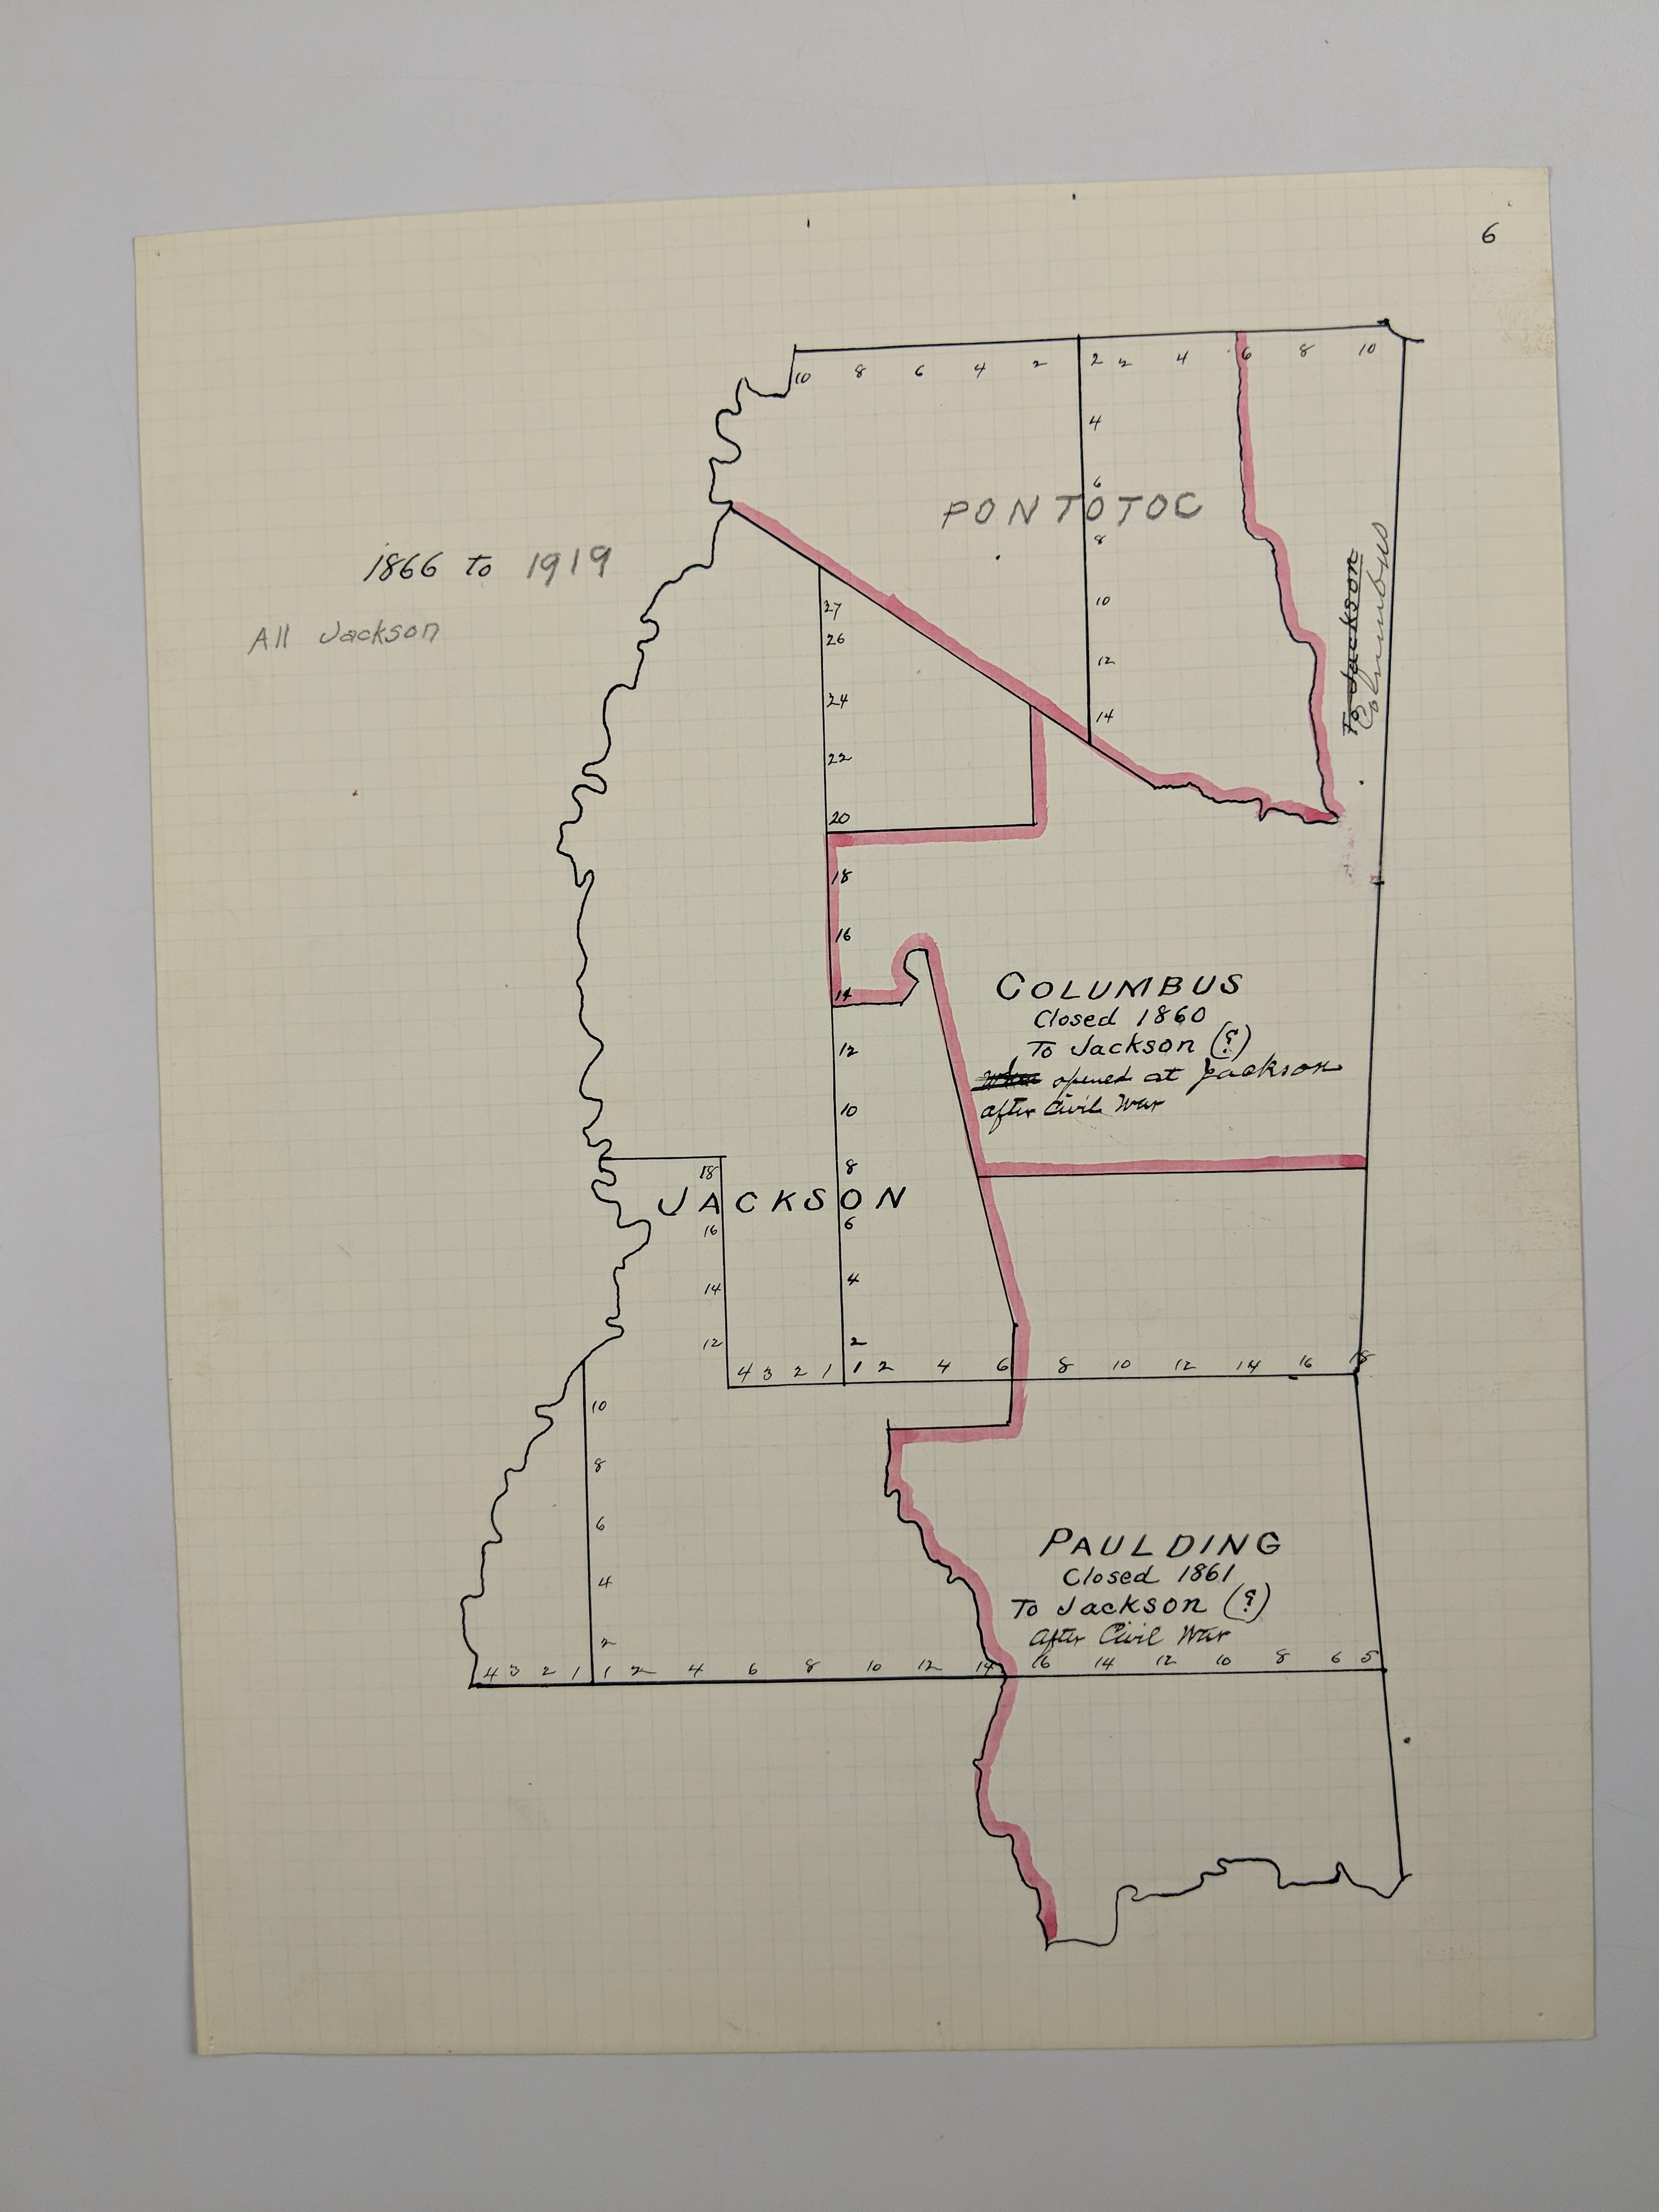 6
10 8 6 4 2 2 2 4 6 8 10
4
6
PONTOTOC
8
10
12
14
1866 to 1919
All Jackson
To Jackson
Columbus
27
26
24
22
20
18
16
14
12
10
8
6
4
2
COLUMBUS
Closed 1860
To Jackson (?)
When opened at Jackson
after Civil War
JACKSON
18
16
14
12
4 3 2 1 1 2 4 6 8 10 12 14 16 18
10
8
6
4
2
PAULDING
Closed 1861
To Jackson (?)
after Civil War
4 3 2 1 1 2 4 6 8 10 12 14 16 14 12 10 8 6 5